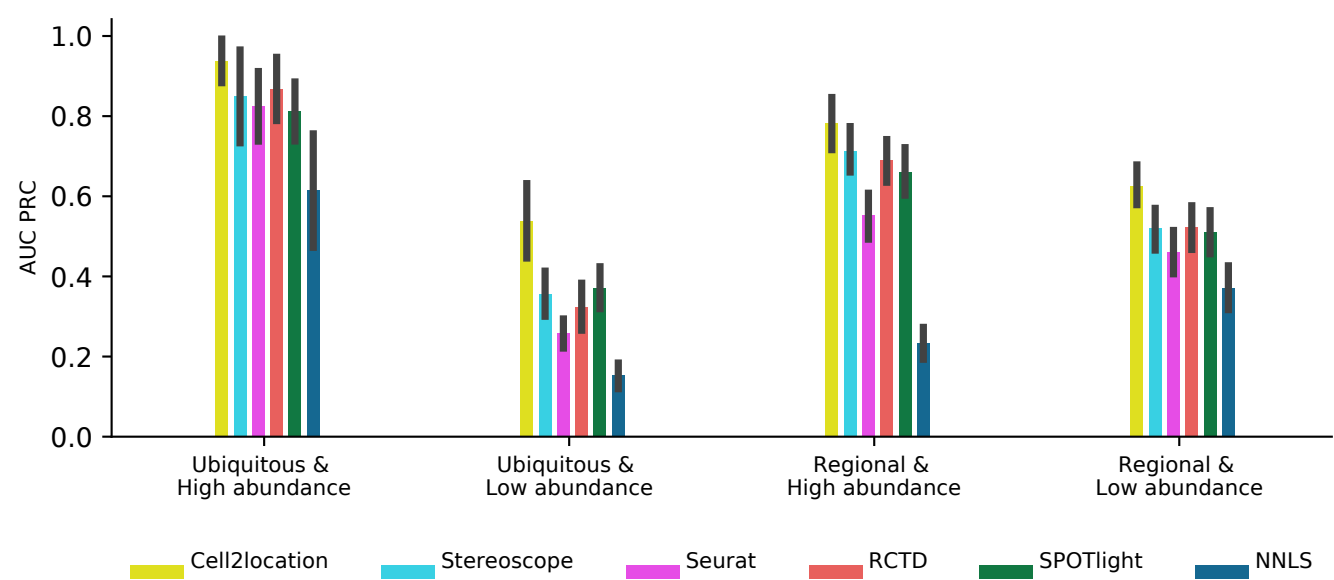 AUC PRC
1.0
0.8
0.6
0.4
0.2
0.0
Ubiquitous &
High abundance
Ubiquitous &
Low abundance
Regional &
High abundance
Regional &
Low abundance
Cell2location
Stereoscope
Seurat
RCTD
SPOTlight
NNLS